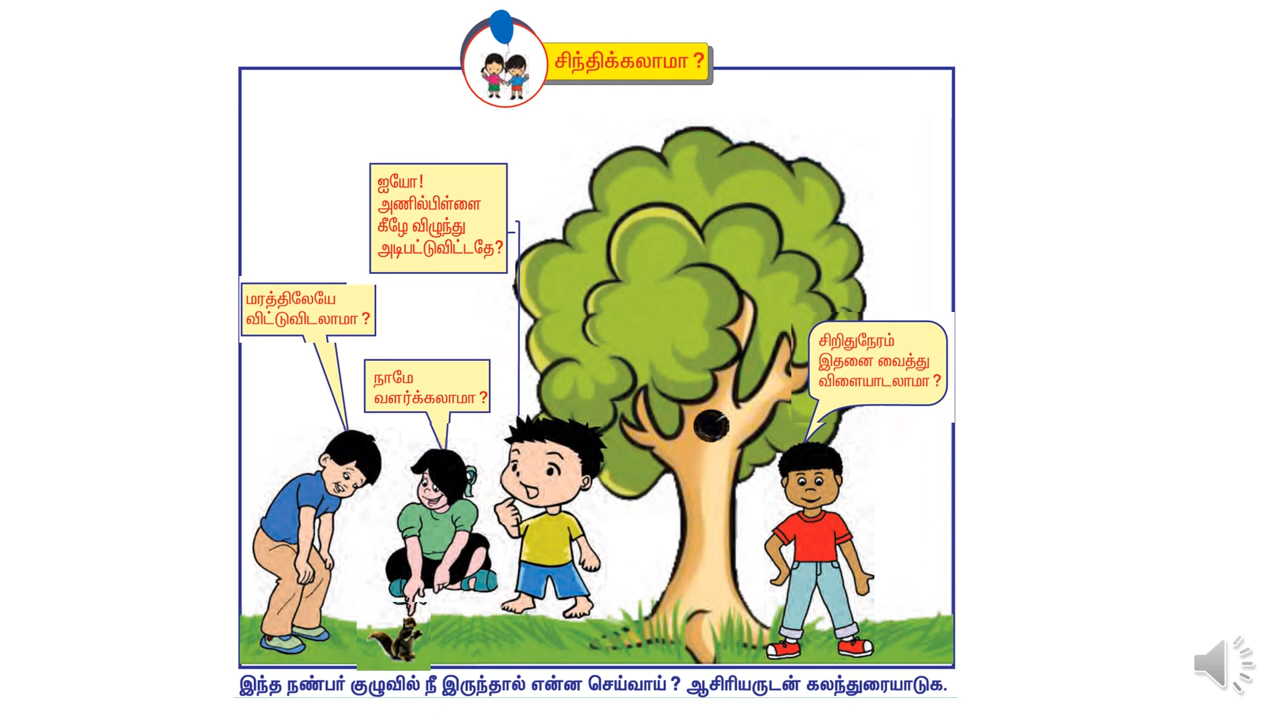 சிந்திக்கலாமா ?
ஐயோ!
அணில்பிள்ளை
கீழே விழுந்து
அடிபட்டுவிட்டதே?
மரத்திலேயே
விட்டுவிடலாமா ?
நாமே
வளர்க்கலாமா ?
சிறிதுநேரம்
இதனை வைத்து
விளையாடலாமா ?
இந்த நண்பர் குழுவில் நீ இருந்தால் என்ன செய்வாய் ? ஆசிரியருடன் கலந்துரையாடுக.